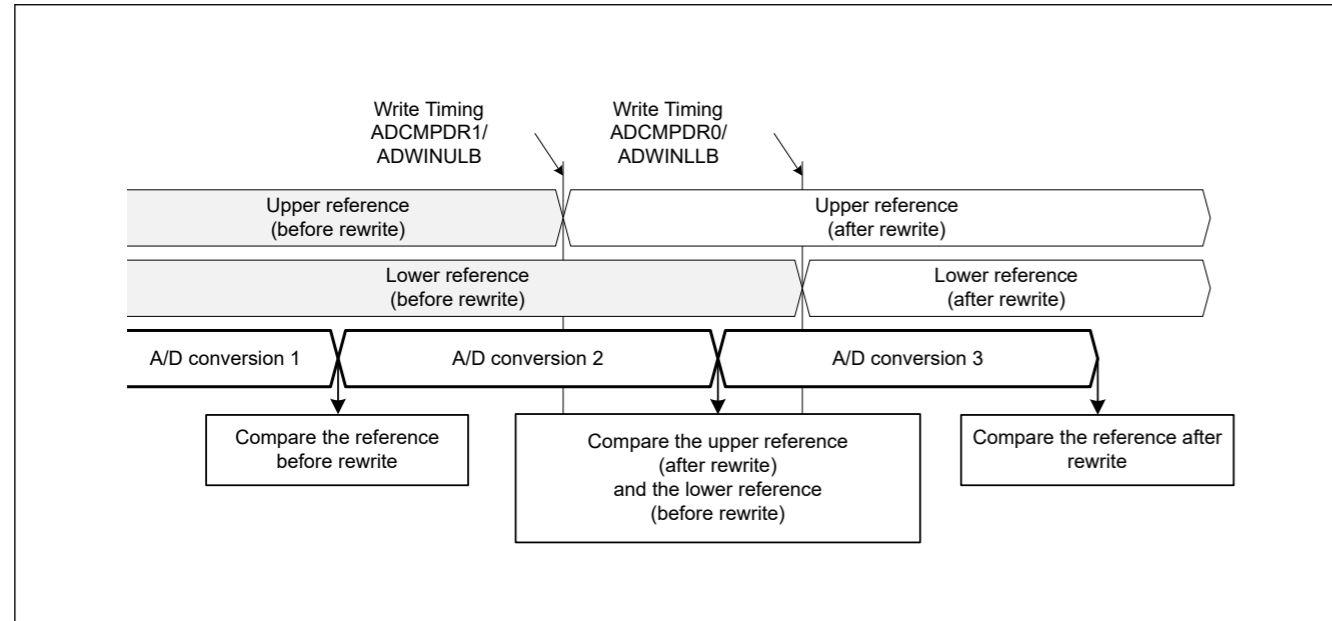 Write Timing
ADCMPDR1/
ADWINULB
Write Timing
ADCMPDR0/
ADWINLLB
Upper reference
(before rewrite)
Upper reference
(after rewrite)
Lower reference
(before rewrite)
Lower reference
(after rewrite)
A/D conversion 1
A/D conversion 2
A/D conversion 3
Compare the reference
before rewrite
Compare the upper reference
(after rewrite)
and the lower reference
(before rewrite)
Compare the reference after
rewrite